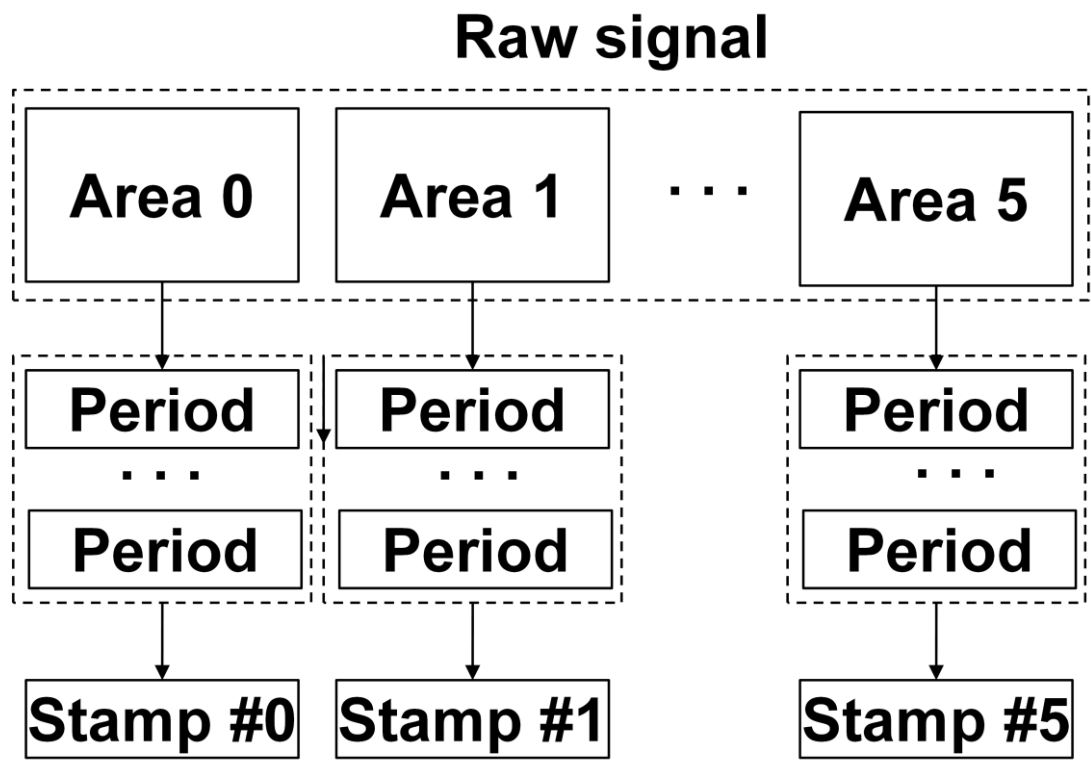 Raw signal
Area 0 Area 1 . . . Area 5
Period Period Period
. . . . . . . . .
Period Period Period
Stamp #0 Stamp #1 Stamp #5